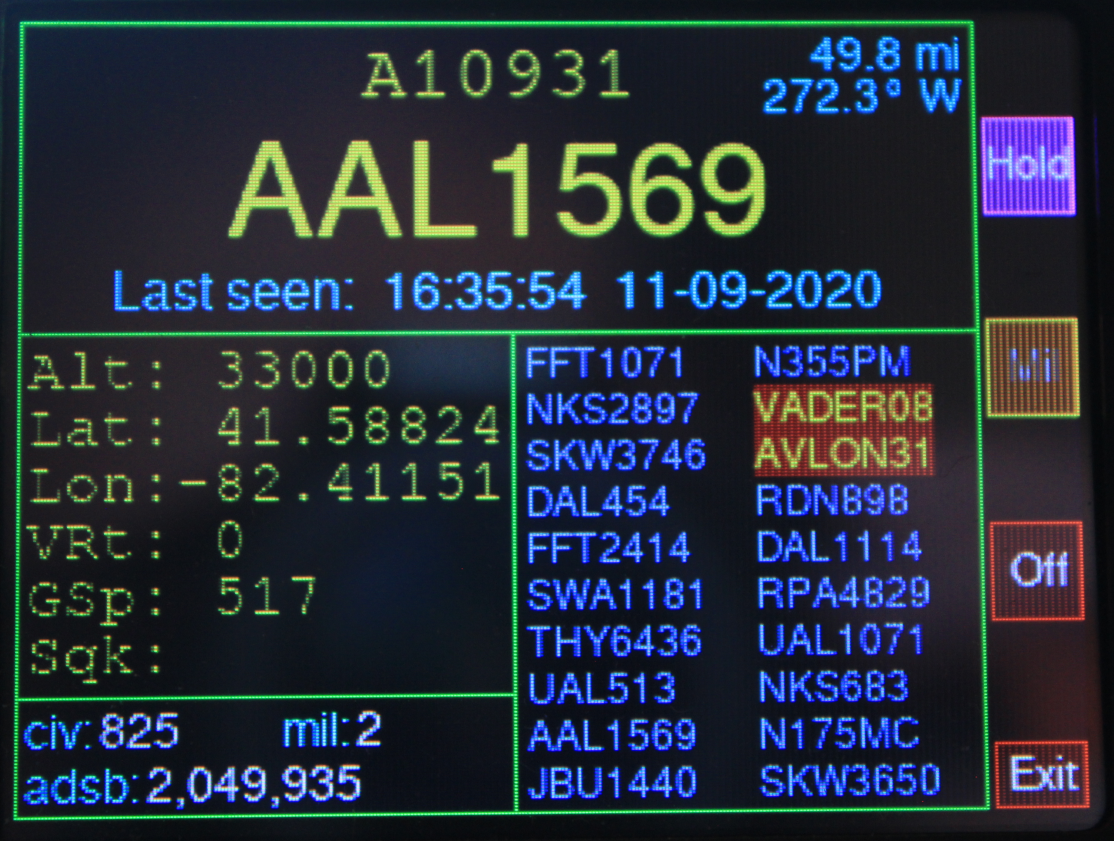 A10931
49.8 mi
272.3° W
AAL1569
Last seen: 16:35:54 11-09-2020
Alt: 33000
Lat: 41.58824
Lon:-82.41151
VRt: 0
GSp: 517
Sqk:
civ:825 mil:2
adsb:2,049,935
FFT1071 N355PM
NKS2897 VADER08
SKW3746 AVLON31
DAL454 RDN898
FFT2414 DAL1114
SWA1181 RPA4829
THY6436 UAL1071
UAL513 NKS683
AAL1569 N175MC
JBU1440 SKW3650
Hold
Mil
Off
Exit